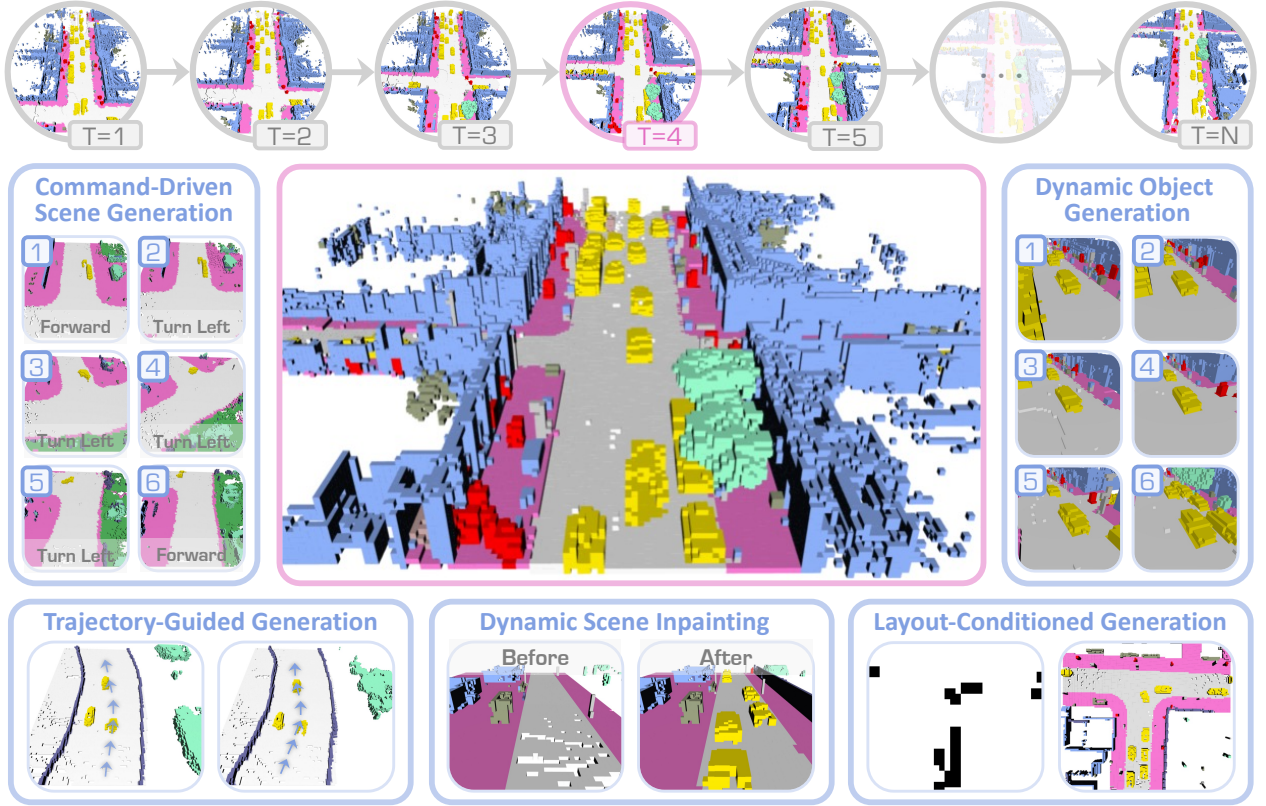 T=1
T=2
T=3
T=4
T=5
T=N
Command-Driven
Scene Generation
1
2
Forward
Turn Left
3
4
Turn Left
Turn Left
5
6
Turn Left
Forward
Dynamic Object
Generation
1
2
3
4
5
6
Trajectory-Guided Generation
Dynamic Scene Inpainting
Before
After
Layout-Conditioned Generation